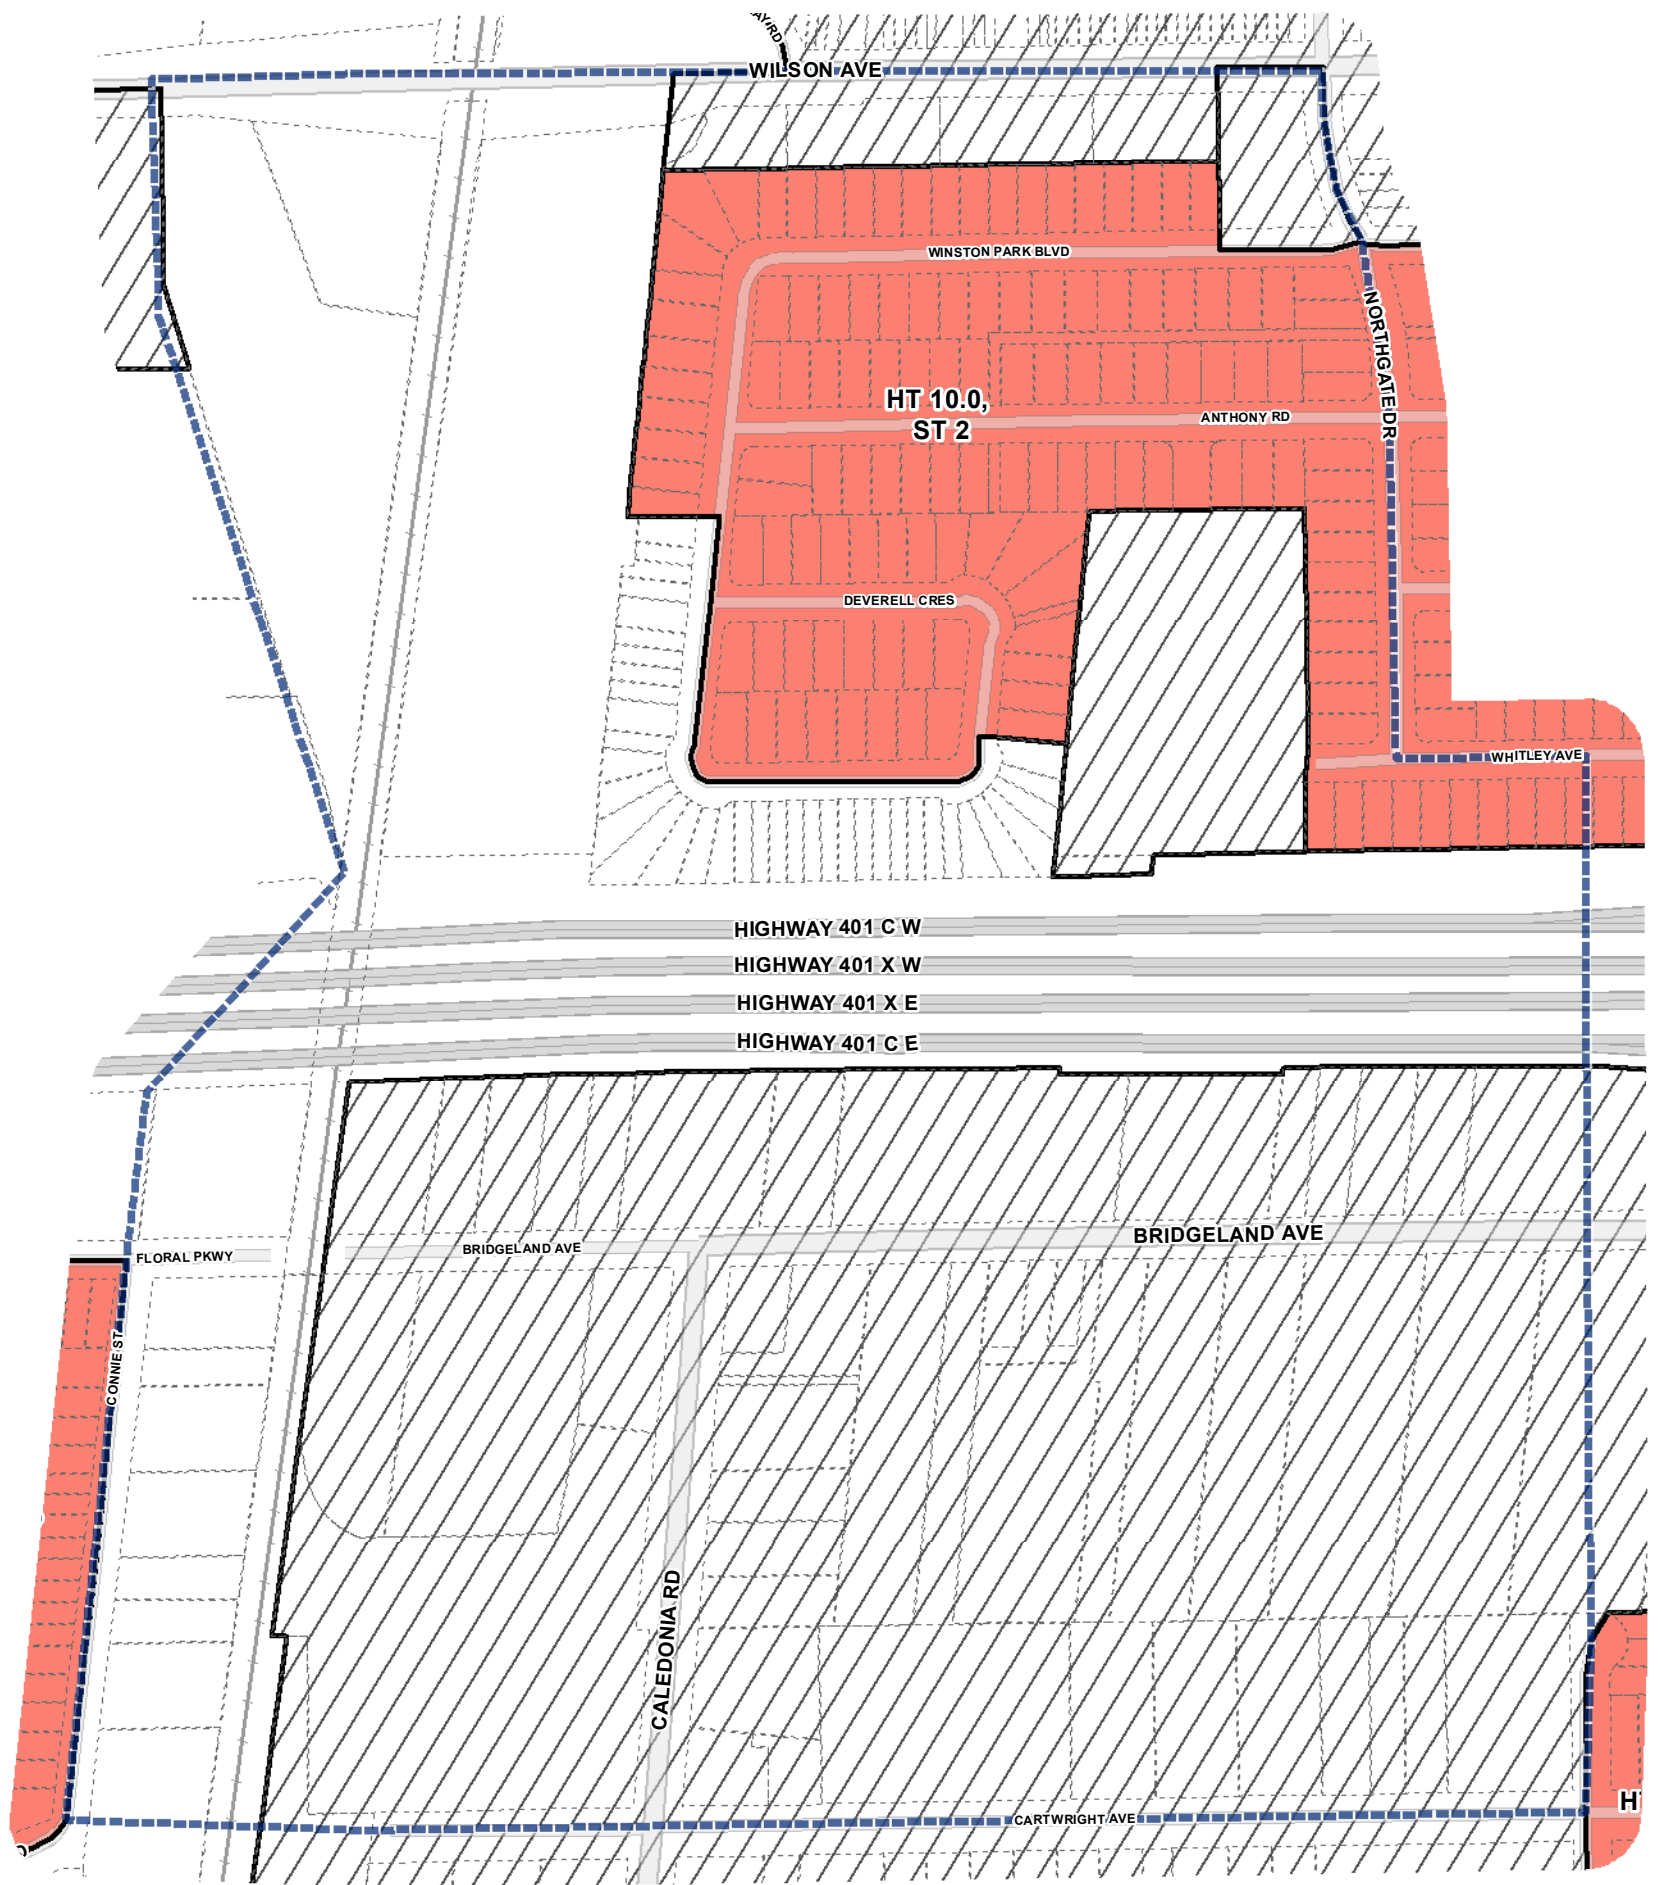 WILSON AVE
WINSTON PARK BLVD
NORTHGATE DR
HT 10.0,
ST 2
ANTHONY RD
DEVERELL CRES
WHITLEY AVE
HIGHWAY 401 C W
HIGHWAY 401 X W
HIGHWAY 401 X E
HIGHWAY 401 C E
BRIDGELAND AVE
BRIDGELAND AVE
FLORAL PKWY
CONNIE ST
CALEDONIA RD
CARTWRIGHT AVE